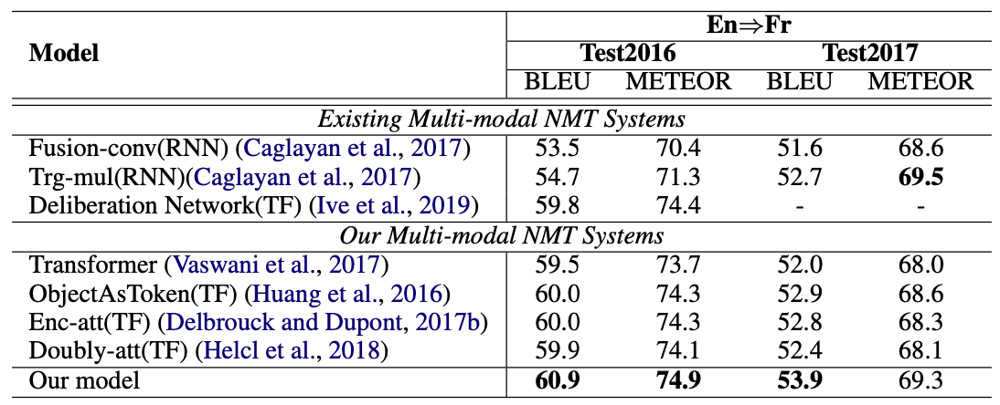 En⇒Fr
Model Test2016 Test2017
BLEU METEOR BLEU METEOR
Existing Multi-modal NMT Systems
Fusion-conv(RNN) (Caglayan et al., 2017) 53.5 70.4 51.6 68.6
Trg-mul(RNN)(Caglayan et al., 2017) 54.7 71.3 52.7 69.5
Deliberation Network(TF) (Ive et al., 2019) 59.8 74.4 - -
Our Multi-modal NMT Systems
Transformer (Vaswani et al., 2017) 59.5 73.7 52.0 68.0
ObjectAsToken(TF) (Huang et al., 2016) 60.0 74.3 52.9 68.6
Enc-att(TF) (Delbrouck and Dupont, 2017b) 60.0 74.3 52.8 68.3
Doubly-att(TF) (Helcl et al., 2018) 59.9 74.1 52.4 68.1
Our model 60.9 74.9 53.9 69.3